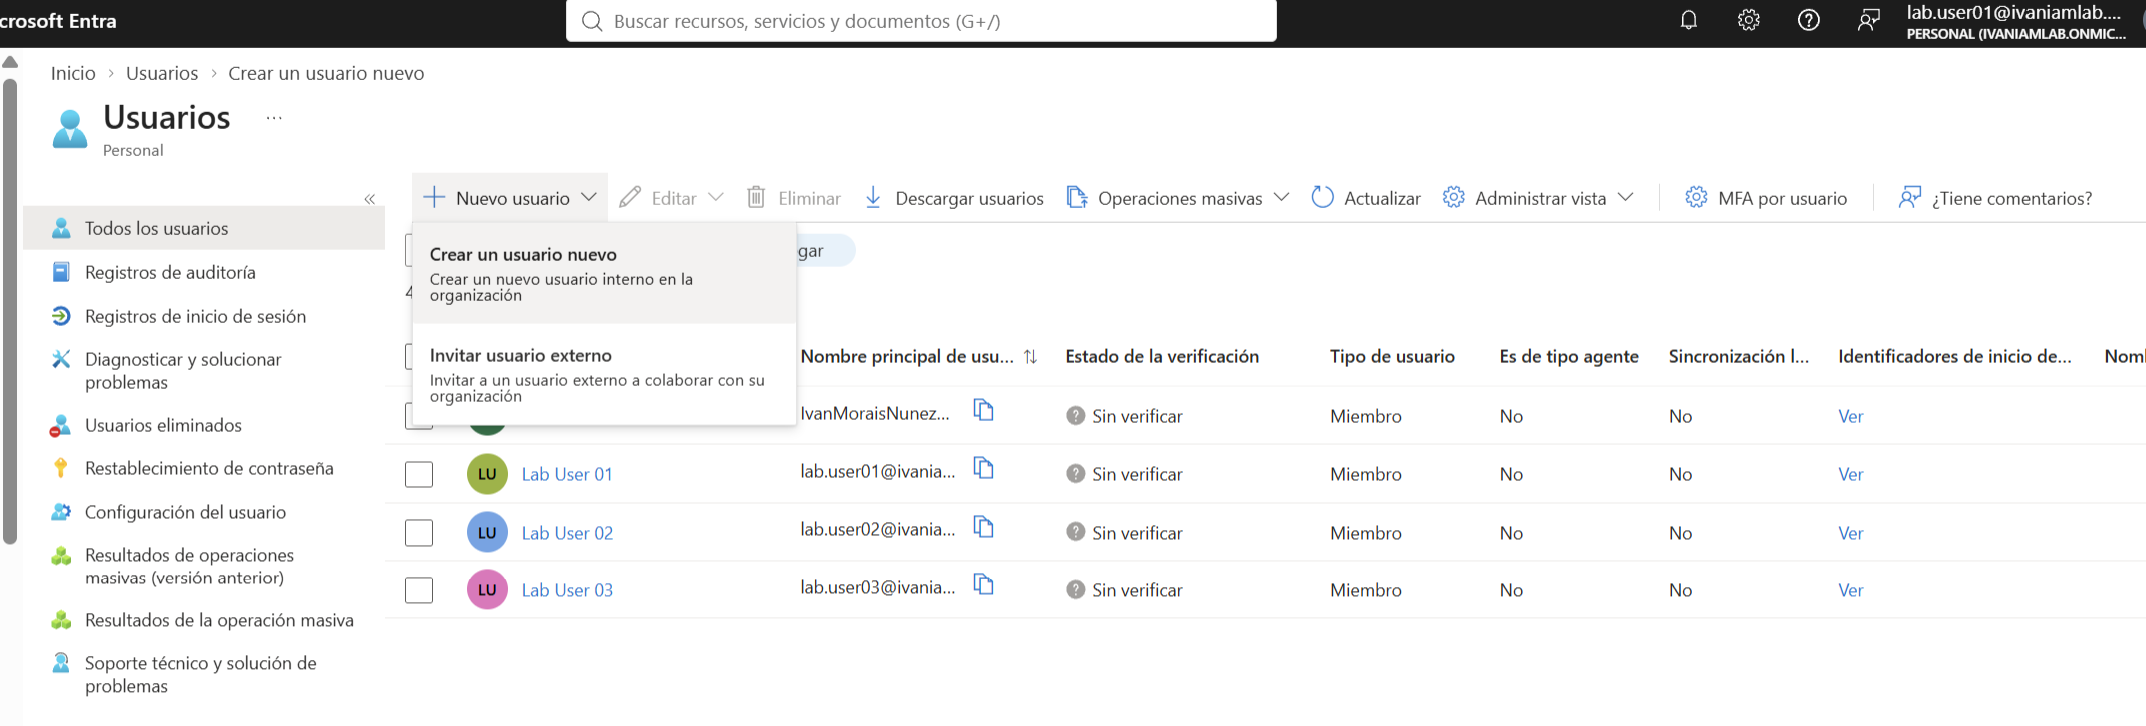 crosoft Entra
Buscar recursos, servicios y documentos (G+/)
lab.user01@ivaniamlab....
PERSONAL (IVANIAMLAB.ONMIC...
Inicio > Usuarios > Crear un usuario nuevo
Usuarios ...
Personal
Todos los usuarios
Registros de auditoría
Registros de inicio de sesión
Diagnosticar y solucionar
problemas
Usuarios eliminados
Restablecimiento de contraseña
Configuración del usuario
Resultados de operaciones
masivas (versión anterior)
Resultados de la operación masiva
Soporte técnico y solución de
problemas
Nuevo usuario Editar Eliminar Descargar usuarios Operaciones masivas Actualizar Administrar vista MFA por usuario ¿Tiene comentarios?
Crear un usuario nuevo
Crear un nuevo usuario interno en la
organización
Invitar usuario externo
Invitar a un usuario externo a colaborar con su
organización
gar
4
Nombre principal de usu... Estado de la verificación Tipo de usuario Es de tipo agente Sincronización l... Identificadores de inicio de... Noml
IvanMoraisNunez... Sin verificar Miembro No No Ver
LU Lab User 01 lab.user01@ivania... Sin verificar Miembro No No Ver
LU Lab User 02 lab.user02@ivania... Sin verificar Miembro No No Ver
LU Lab User 03 lab.user03@ivania... Sin verificar Miembro No No Ver